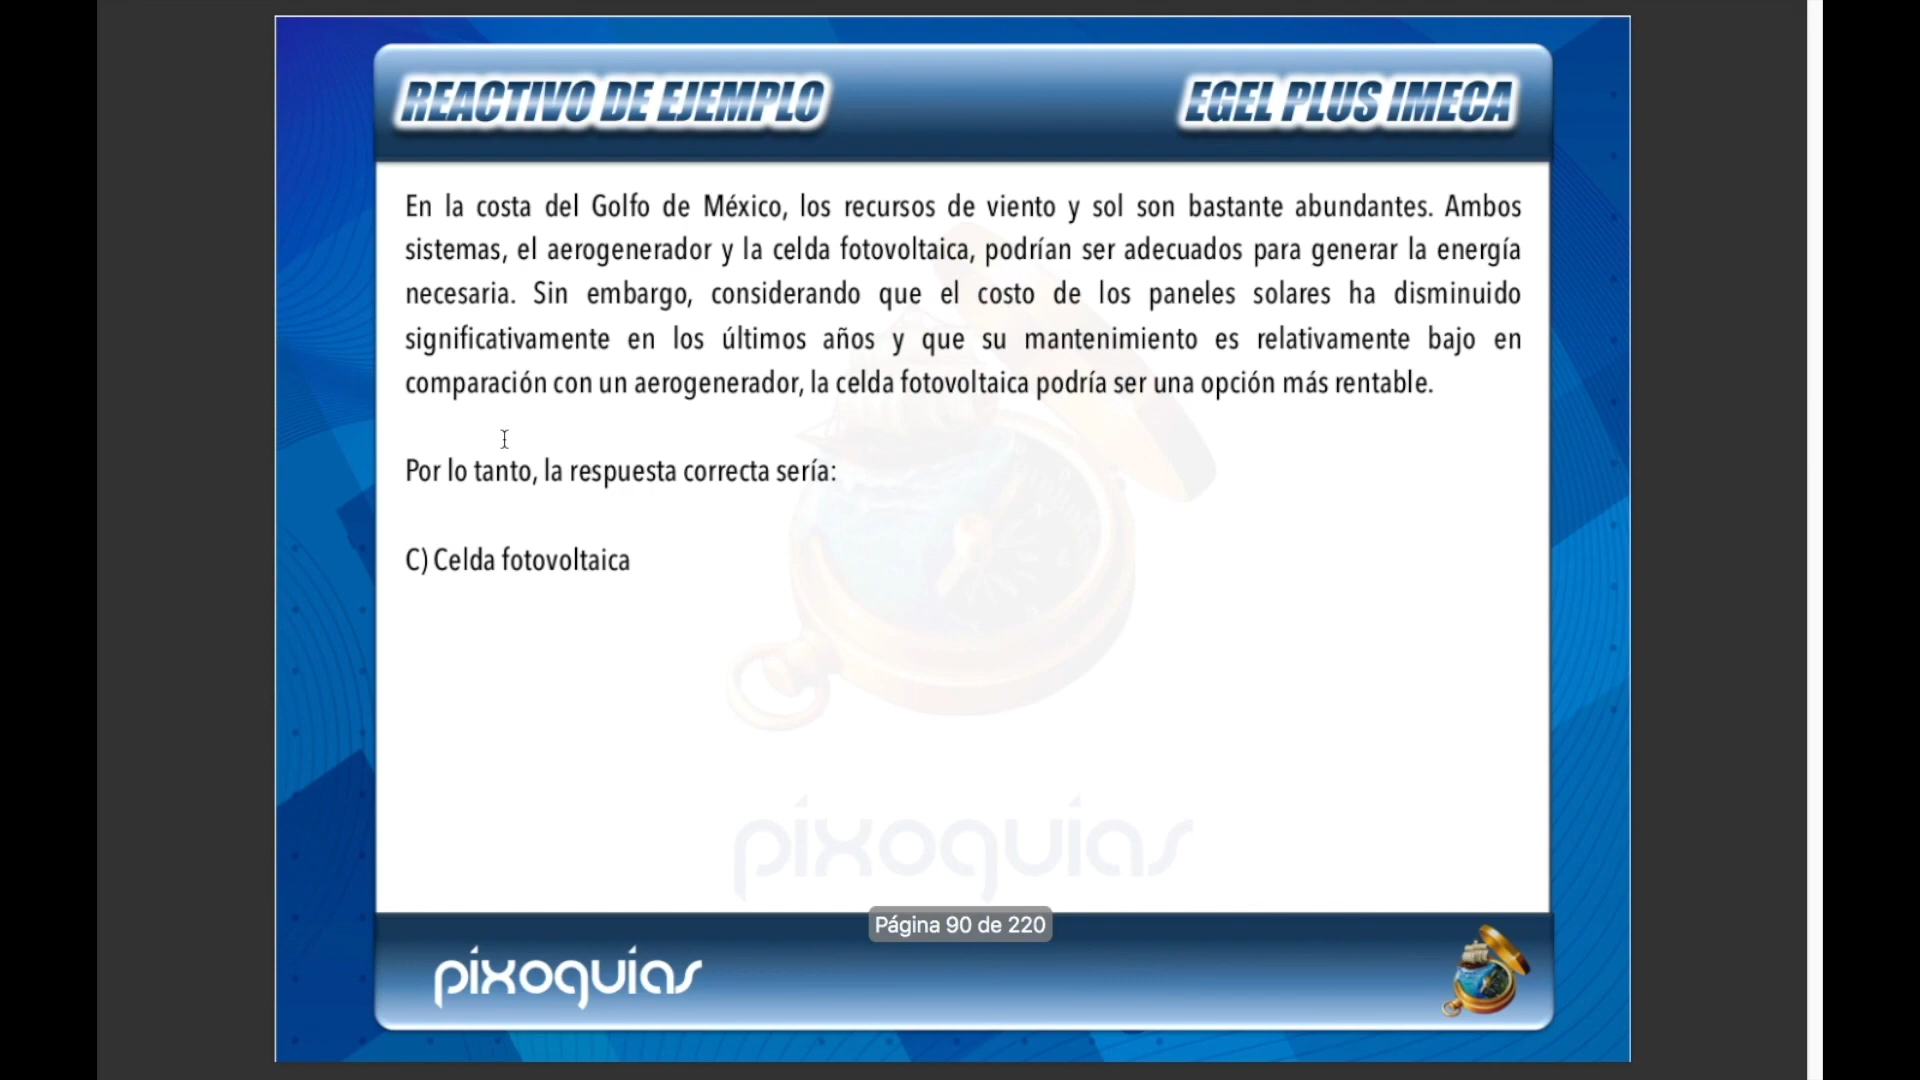 REACTIVO DE EJEMPLO
EGEL PLUS IMECA
En la costa del Golfo de México, los recursos de viento y sol son bastante abundantes. Ambos
sistemas, el aerogenerador y la celda fotovoltaica, podrían ser adecuados para generar la energía
necesaria. Sin embargo, considerando que el costo de los paneles solares ha disminuido
significativamente en los últimos años y que su mantenimiento es relativamente bajo en
comparación con un aerogenerador, la celda fotovoltaica podría ser una opción más rentable.
Por lo tanto, la respuesta correcta sería:
C) Celda fotovoltaica
pixoguías
Página 90 de 220
pixoguías